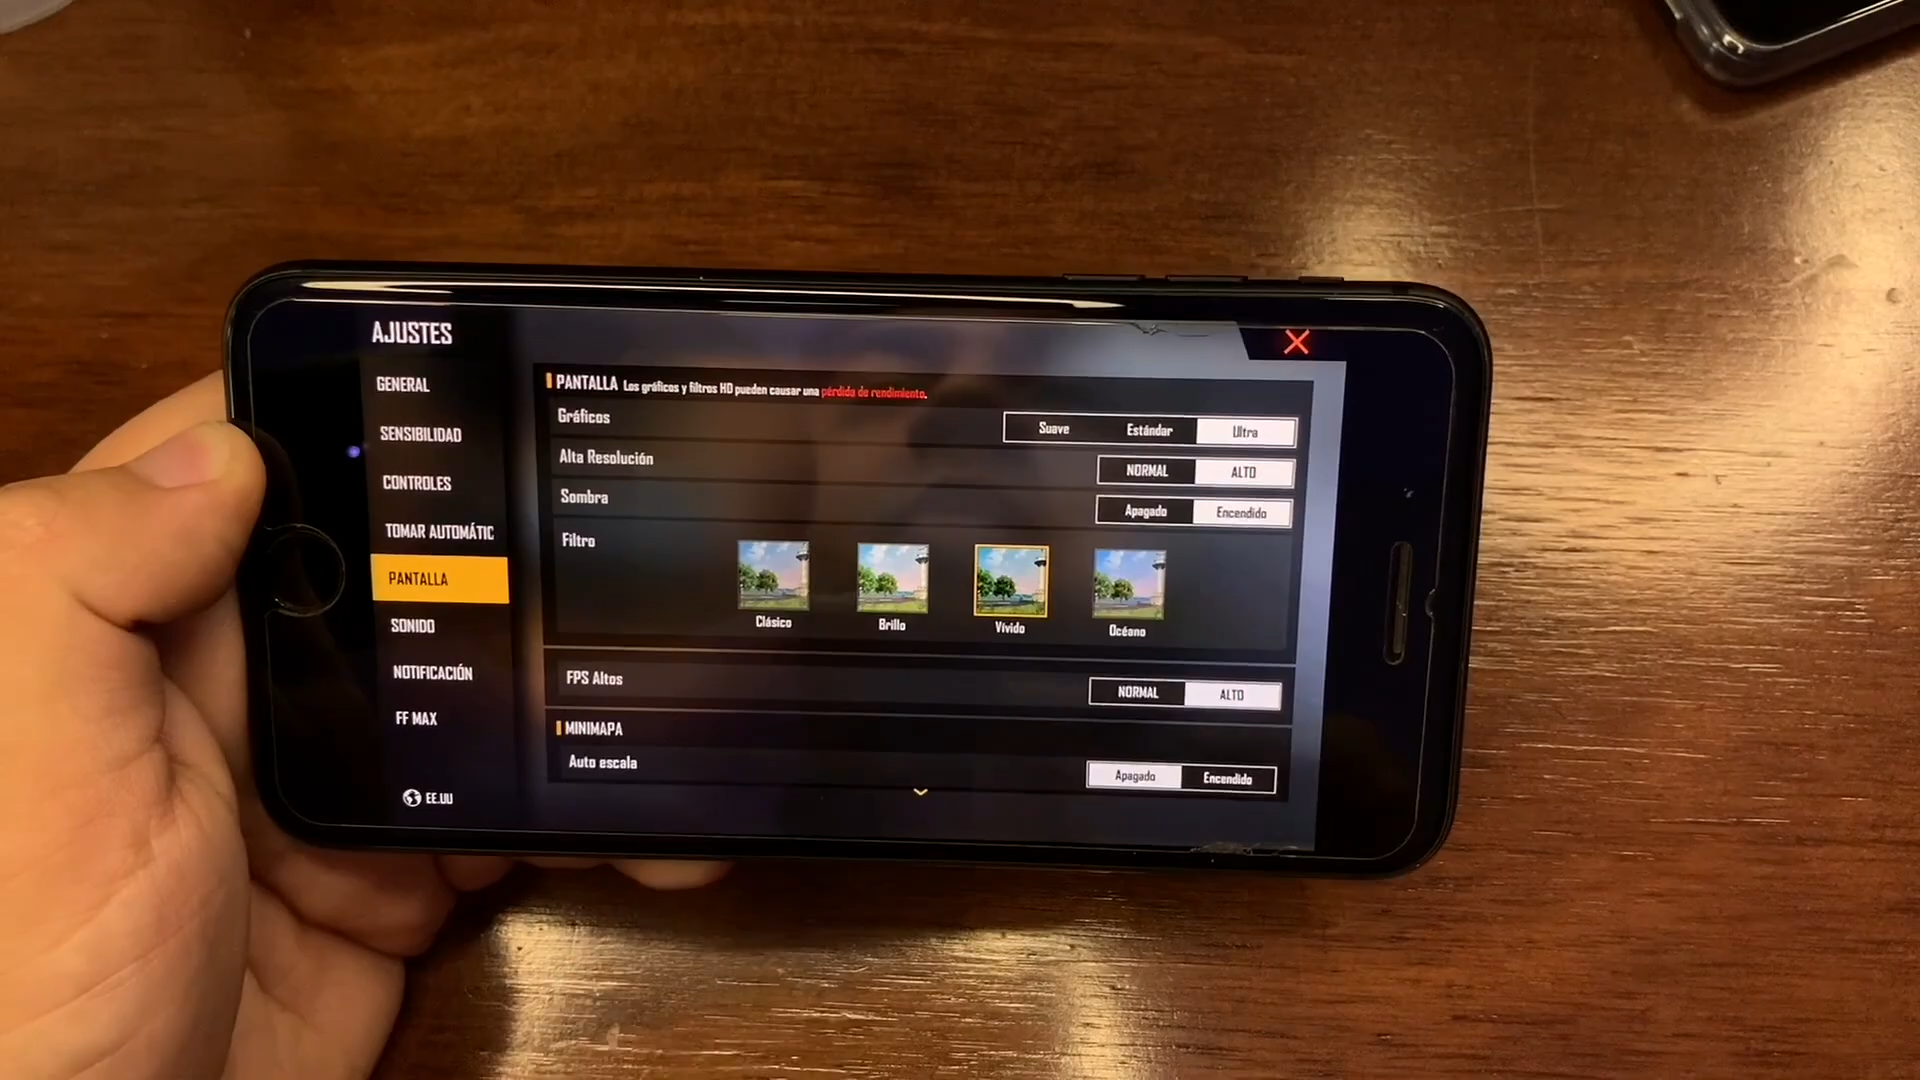 AJUSTES
GENERAL
SENSIBILIDAD
CONTROLES
TOMAR AUTOMÁTIC
PANTALLA
SONIDO
NOTIFICACIÓN
FF MAX
EE.UU
PANTALLA Los gráficos y filtros HD pueden causar una pérdida de rendimiento.
Gráficos Suave Estándar Ultra
Alta Resolución NORMAL ALTO
Sombra Apagado Encendido
Filtro
Clásico Brillo Vívido Océano
FPS Altos NORMAL ALTO
MINIMAPA
Auto escala Apagado Encendido